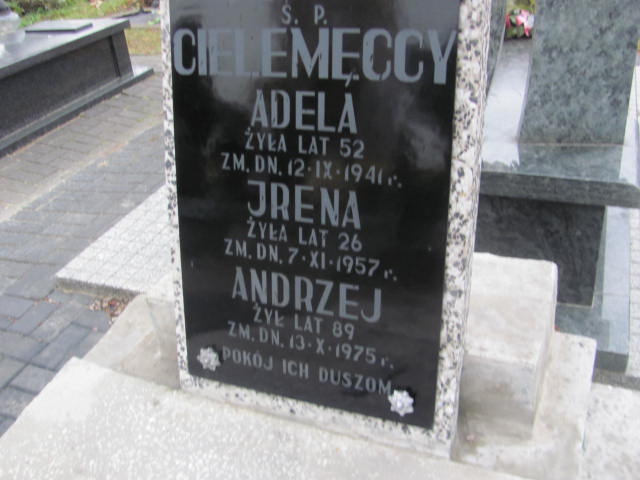 Ś. P.
CIELEMĘCCY
ADELA
ŻYŁA LAT 52
ZM. DN. 12·IX·1941 r.
JRENA
ŻYŁA LAT 26
ZM. DN. 7·XI·1957 r.
ANDRZEJ
ŻYŁ LAT 89
ZM. DN. 13·X·1975 r.
POKÓJ ICH DUSZOM